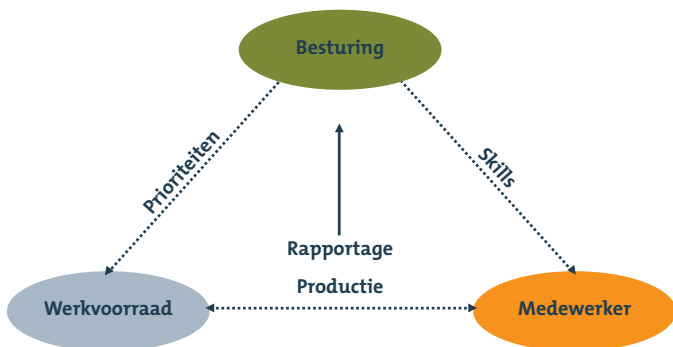 Besturing
Prioriteiten
Skills
Rapportage
Productie
Werkvoorraad
Medewerker